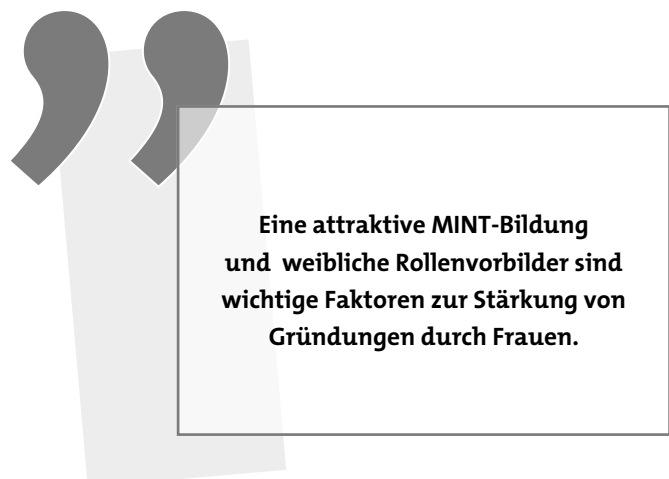 Eine attraktive MINT-Bildung
und weibliche Rollenvorbilder sind
wichtige Faktoren zur Stärkung von
Gründungen durch Frauen.